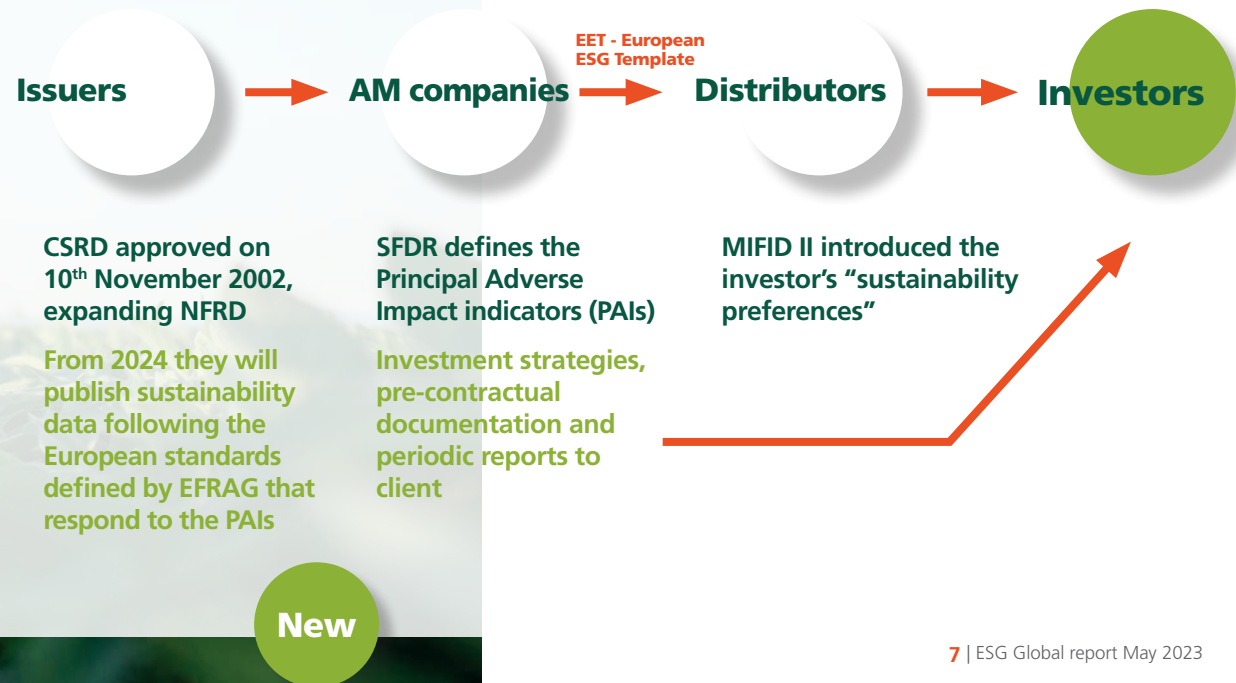 EET - European
ESG Template
Issuers
AM companies
Distributors
Investors
CSRD approved on
10th November 2002,
expanding NFRD
From 2024 they will
publish sustainability
data following the
European standards
defined by EFRAG that
respond to the PAIs
SFDR defines the
Principal Adverse
Impact indicators (PAIs)
Investment strategies,
pre-contractual
documentation and
periodic reports to
client
MIFID II introduced the
investor's “sustainability
preferences”
New
7 | ESG Global report May 2023